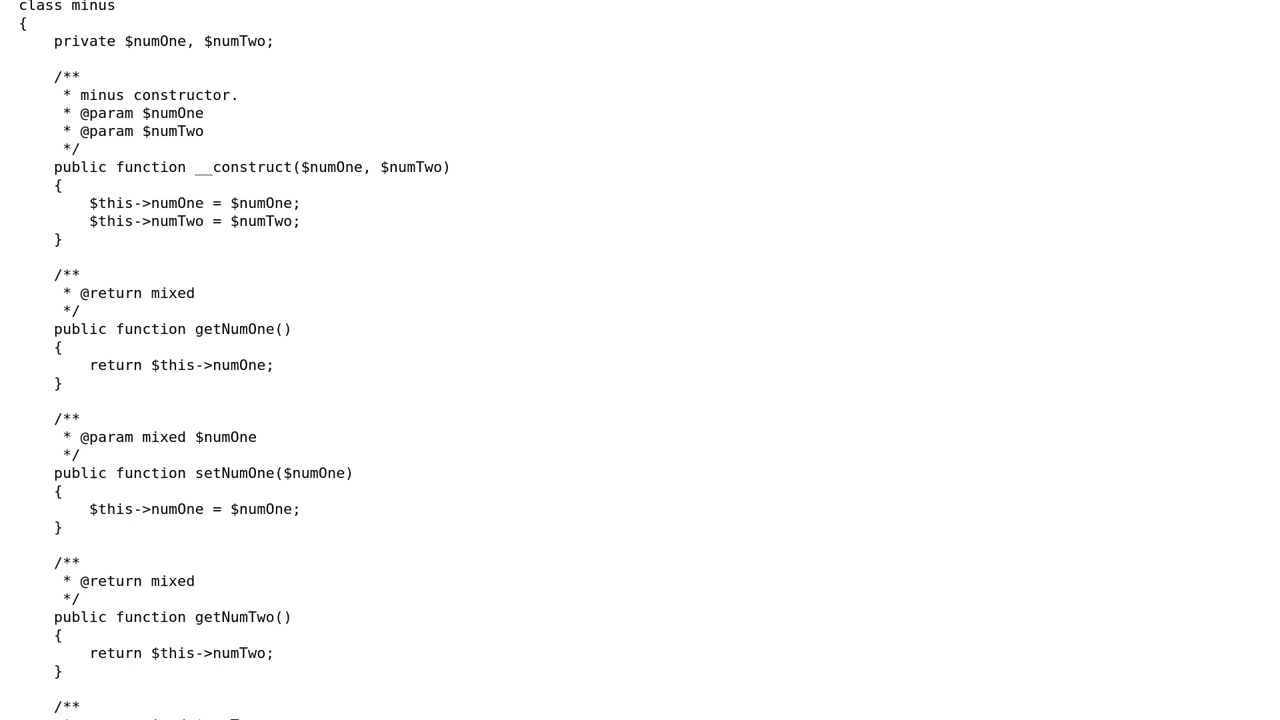 class minus
{
    private $numOne, $numTwo;

    /**
     * minus constructor.
     * @param $numOne
     * @param $numTwo
     */
    public function __construct($numOne, $numTwo)
    {
        $this->numOne = $numOne;
        $this->numTwo = $numTwo;
    }

    /**
     * @return mixed
     */
    public function getNumOne()
    {
        return $this->numOne;
    }

    /**
     * @param mixed $numOne
     */
    public function setNumOne($numOne)
    {
        $this->numOne = $numOne;
    }

    /**
     * @return mixed
     */
    public function getNumTwo()
    {
        return $this->numTwo;
    }

    /**